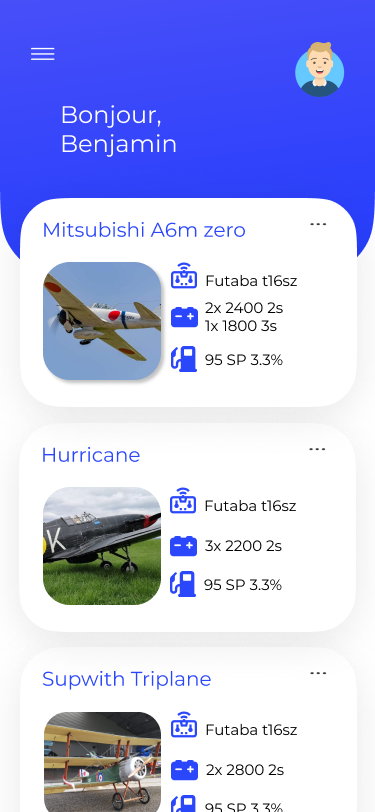 Bonjour,
Benjamin
Mitsubishi A6m zero
...
Futaba t16sz
2x 2400 2s
1x 1800 3s
95 SP 3.3%
Hurricane
...
K
Futaba t16sz
3x 2200 2s
95 SP 3.3%
Supwith Triplane
...
Futaba t16sz
2x 2800 2s
95 SP 3.3%